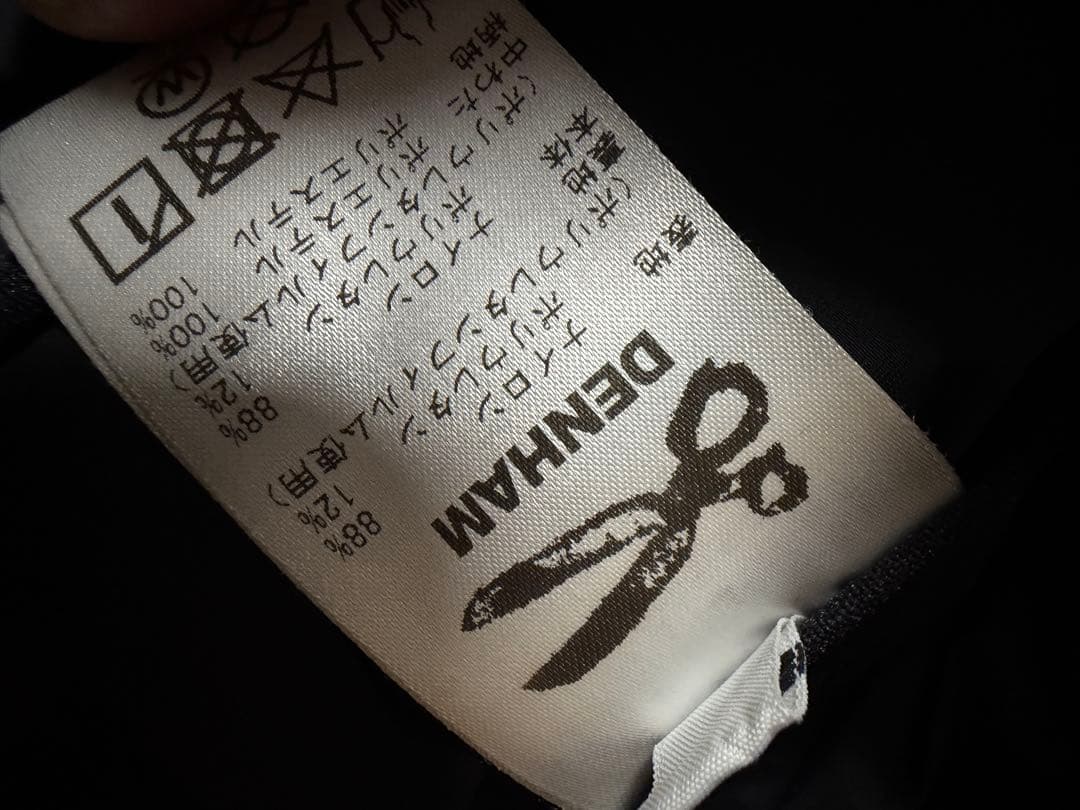 DENHAM
表地 ナイロン 88%
ポリウレタン 12%
(ポリウレタンフィルム使用)
裏地
本体 ナイロン 88%
ポリウレタン 12%
(ポリウレタンフィルム使用)
中わた ポリエステル 100%
ポリエステル 100%
W